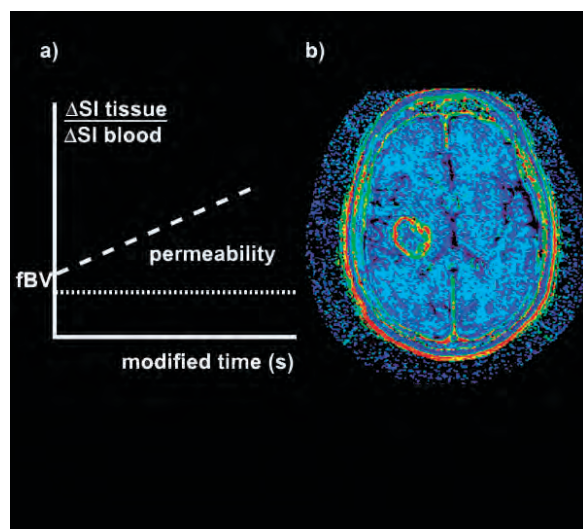 a)
b)
ΔSI tissue
ΔSI blood
permeability
fBV
modified time (s)